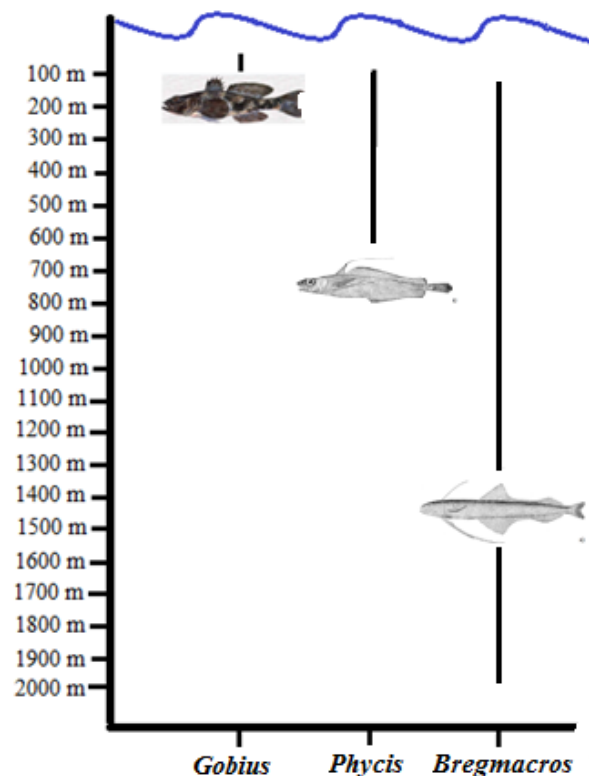 100 m
200 m
300 m
400 m
500 m
600 m
700 m
800 m
900 m
1000 m
1100 m
1200 m
1300 m
1400 m
1500 m
1600 m
1700 m
1800 m
1900 m
2000 m
Gobius Phycis Bregmacros